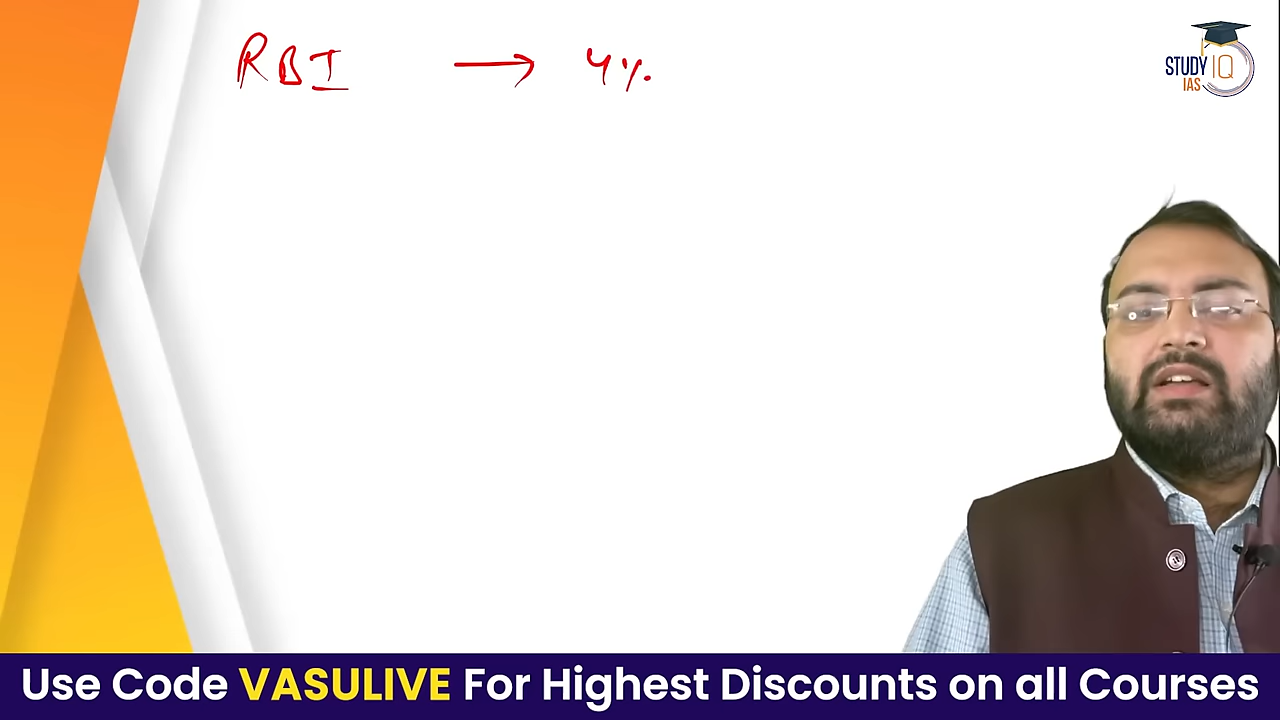 RBI → 4%
STUDY IQ
IAS
Use Code VASULIVE For Highest Discounts on all Courses